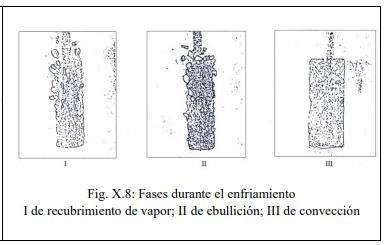 I
II
III
Fig. X.8: Fases durante el enfriamiento
I de recubrimiento de vapor; II de ebullición; III de convección